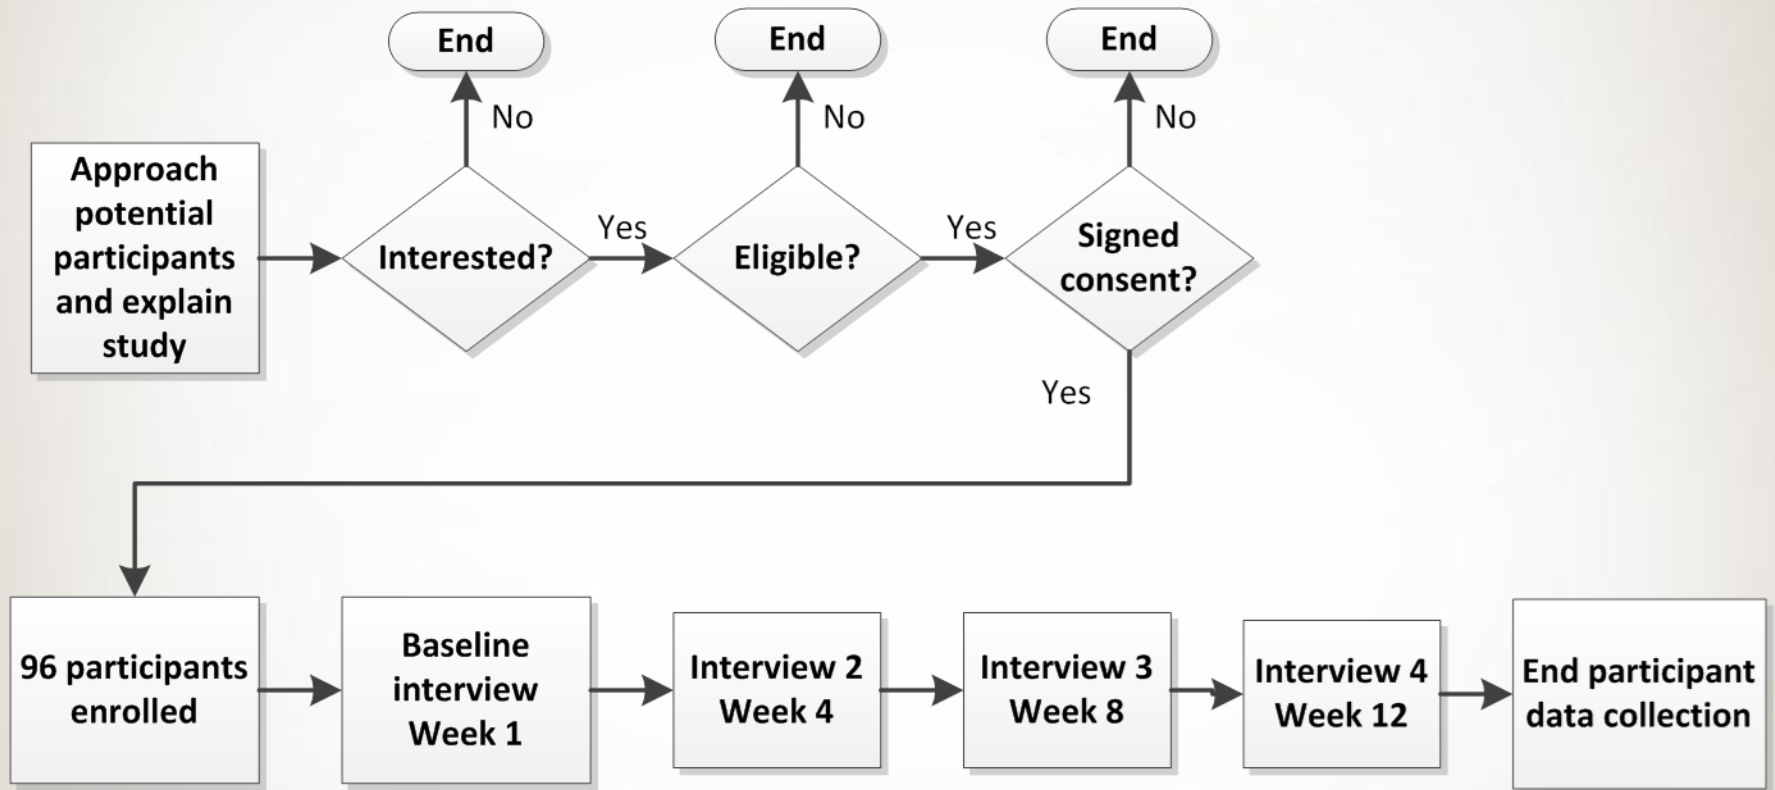 End
End
End
No
No
No
Approach
potential
participants
and explain
study
Interested?
Yes
Eligible?
Yes
Signed
consent?
Yes
96 participants
enrolled
Baseline
interview
Week 1
Interview 2
Week 4
Interview 3
Week 8
Interview 4
Week 12
End participant
data collection